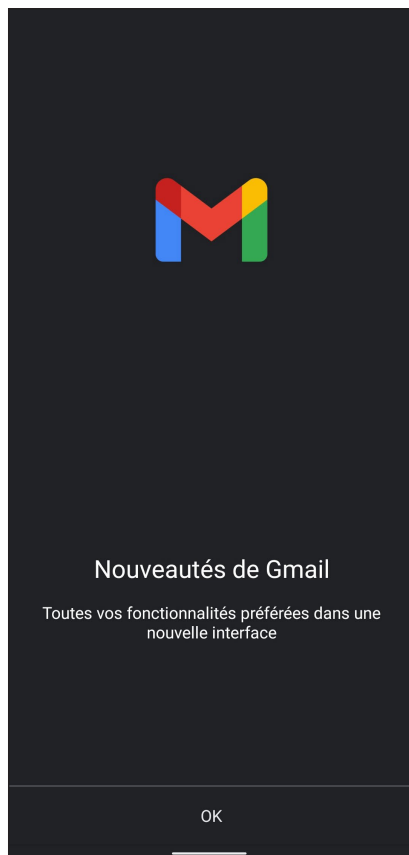 Nouveautés de Gmail
Toutes vos fonctionnalités préférées dans une
nouvelle interface
OK